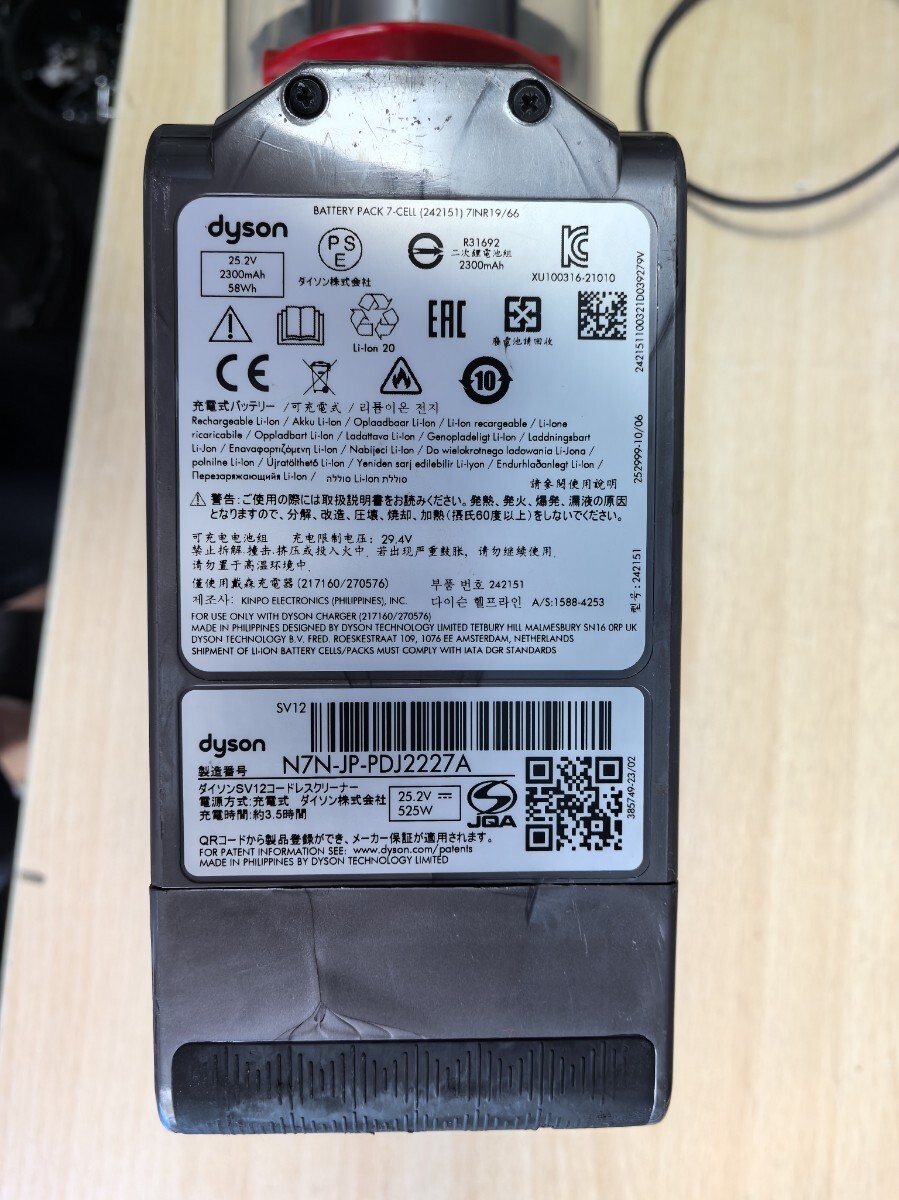 BATTERY PACK 7-CELL (242151) 7INR19/66
dyson
25.2V
2300mAh
58Wh
PS
E
ダイソン株式会社
R31692
二次鋰電池組
2300mAh
XU100316-21010
Li-Ion 20
EAC
廢電池請回收
242151100321D039279V
CE
10
充電式バッテリー / 可充電式 / 리튬이온 전지
Rechargeable Li-Ion / Akku Li-Ion / Oplaadbaar Li-Ion / Li-Ion recargeable / Li-Ione
ricaricabile / Oppladbart Li-Ion / Ladattava Li-Ion / Genopladeligt Li-Ion / Laddningsbart
Li-Jon / Επαναφορτιζόμενη Li-Ion / Nabíjecí Li-Ion / Do wielokrotnego ladowania Li-Jona /
polnilne Li-Ion / Újratölthető Li-Ion / Yeniden sarj edilebilir Li-Iyon / Endurhlaðanlegt Li-Ion /
Перезаряжающийя Li-Ion / סוללת Li-Ion סוללה
請參閱使用說明
252999-10/06
警告: ご使用の際には取扱説明書をお読みください。発熱、発火、爆発、漏液の原因
となりますので、分解、改造、圧壊、焼却、加熱(摂氏60度以上)をしないでください。
可充电电池组 充电限制电压: 29.4V
禁止拆解.撞击.挤压或投入火中. 若出现严重鼓胀, 请勿继续使用.
请勿置于高温环境中.
僅使用戴森充電器(217160/270576) 부품 번호 242151
제조사: KINPO ELECTRONICS (PHILIPPINES), INC. 다이슨 헬프라인 A/S:1588-4253
型号: 242151
FOR USE ONLY WITH DYSON CHARGER (217160/270576)
MADE IN PHILIPPINES DESIGNED BY DYSON TECHNOLOGY LIMITED TETBURY HILL MALMESBURY SN16 0RP UK
DYSON TECHNOLOGY B.V. FRED. ROESKESTRAAT 109, 1076 EE AMSTERDAM, NETHERLANDS
SHIPMENT OF LI-ION BATTERY CELLS/PACKS MUST COMPLY WITH IATA DGR STANDARDS
SV12
dyson
製造番号 N7N-JP-PDJ2227A
ダイソンSV12コードレスクリーナー
電源方式:充電式 ダイソン株式会社
充電時間:約3.5時間
25.2V
525W
JQA
385749-23/02
QRコードから製品登録ができ、メーカー保証が適用されます。
FOR PATENT INFORMATION SEE: www.dyson.com/patents
MADE IN PHILIPPINES BY DYSON TECHNOLOGY LIMITED